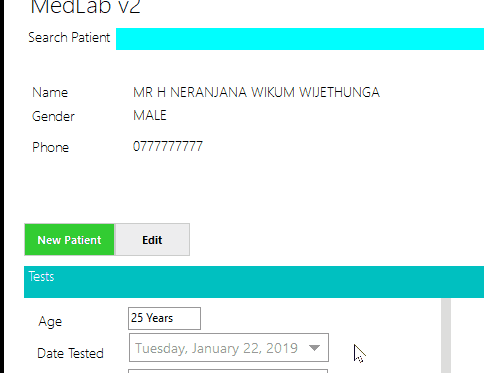 MedLab v2
Search Patient
Name MR H NERANJANA WIKUM WIJETHUNGA
Gender MALE
Phone 0777777777
New Patient Edit
Tests
Age 25 Years
Date Tested Tuesday, January 22, 2019